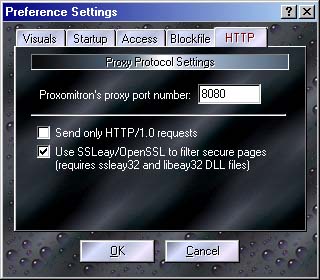 Preference Settings
Visuals Startup Access Blockfile HTTP
Proxy Protocol Settings
Proxomitron's proxy port number: 8080
Send only HTTP/1.0 requests
Use SSLeay/OpenSSL to filter secure pages
(requires ssleay32 and libeay32 DLL files)
OK Cancel